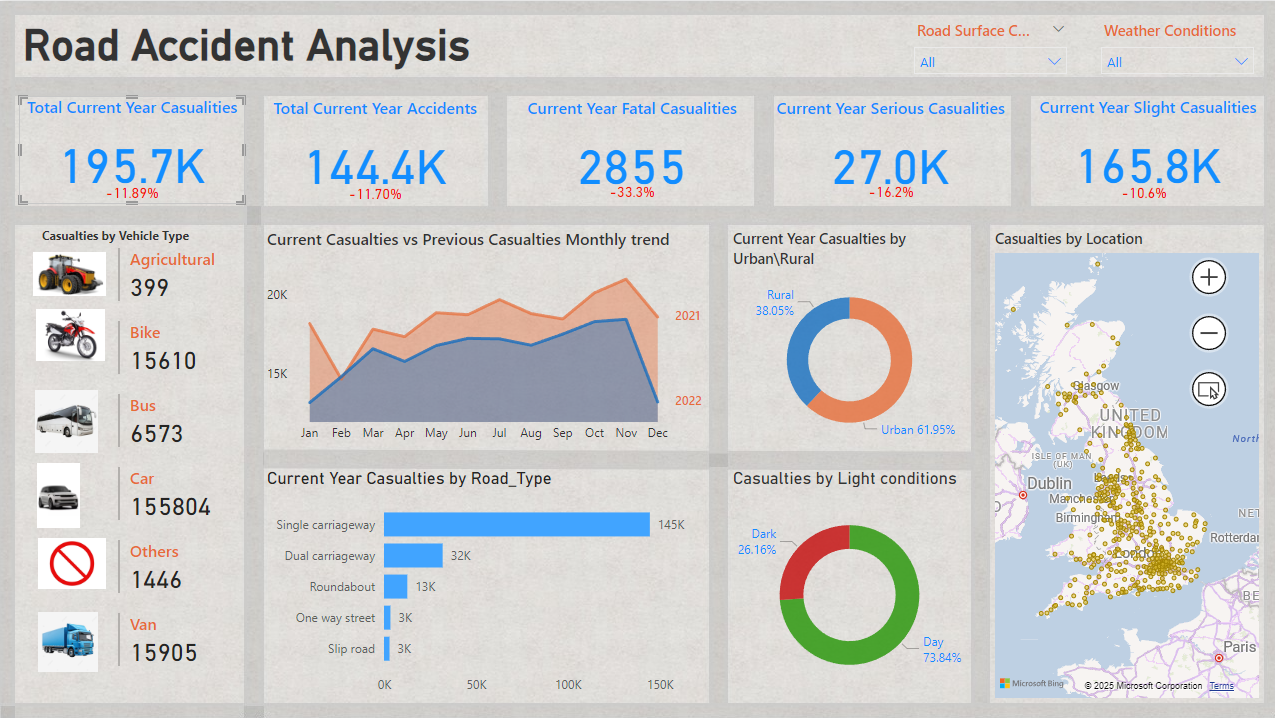 Road Accident Analysis
Road Surface C...
Weather Conditions
All
All
Total Current Year Casualities
195.7K
-11.89%
Total Current Year Accidents
144.4K
-11.70%
Current Year Fatal Casualities
2855
-33.3%
Current Year Serious Casualities
27.0K
-16.2%
Current Year Slight Casualities
165.8K
-10.6%
Casualties by Vehicle Type
Agricultural
399
Bike
15610
Bus
6573
Car
155804
Others
1446
Van
15905
Current Casualties vs Previous Casualties Monthly trend
20K
15K
2021
2022
Jan Feb Mar Apr May Jun Jul Aug Sep Oct Nov Dec
Current Year Casualties by
Urban\Rural
Rural
38.05%
Urban 61.95%
Current Year Casualties by Road_Type
Single carriageway 145K
Dual carriageway 32K
Roundabout 13K
One way street 3K
Slip road 3K
0K 50K 100K 150K
Casualties by Light conditions
Dark
26.16%
Day
73.84%
Casualties by Location
Glasgow
UNITED
KINGDOM
North
ISLE OF MAN
(UK)
Leeds
Dublin
Manchester
Birmingham
NET
Rotterdam
London
BE
Paris
Microsoft Bing
© 2025 Microsoft Corporation Terms